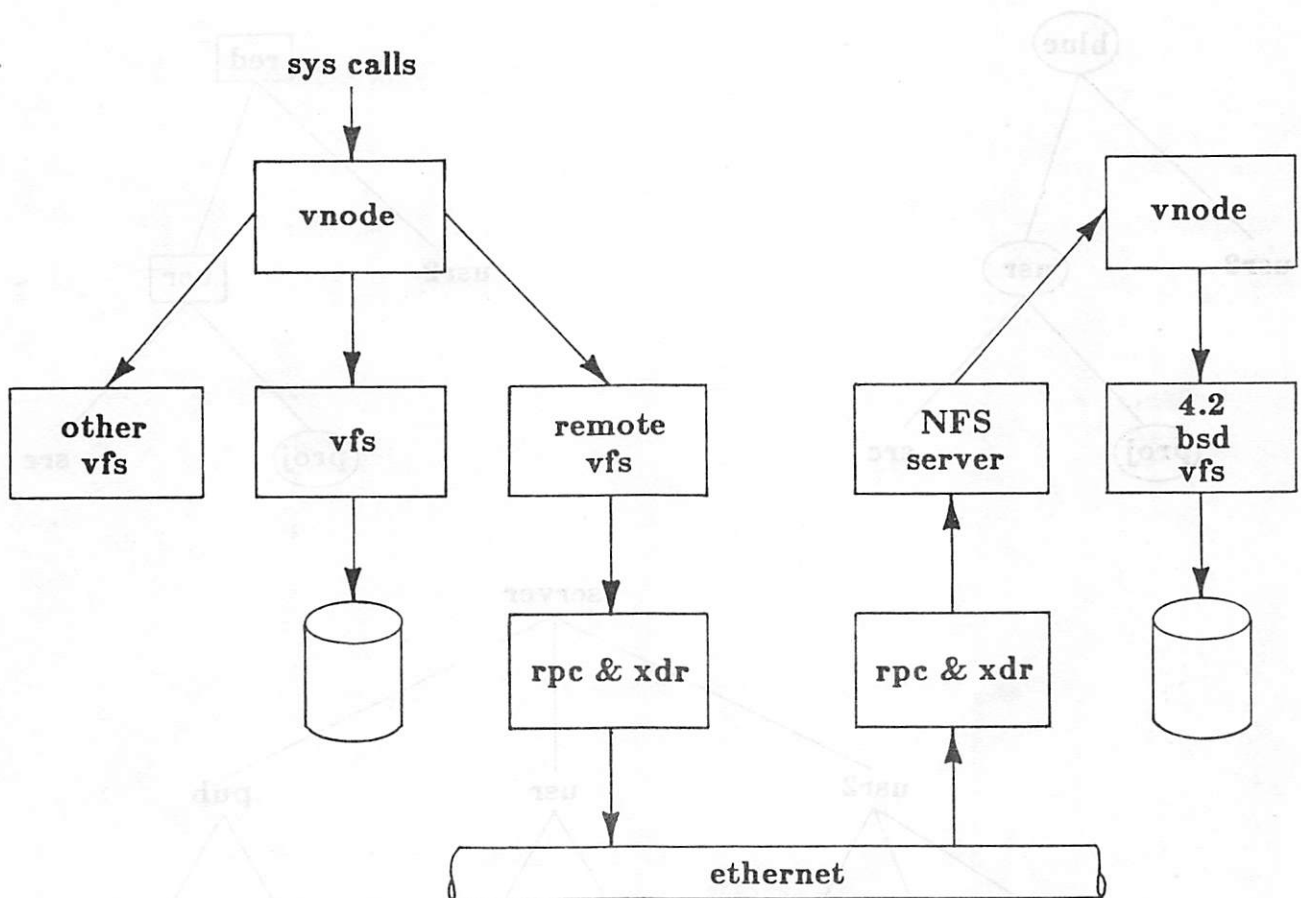 sys calls
vnode
vnode
other
vfs
vfs
remote
vfs
NFS
server
4.2
bsd
vfs
rpc & xdr
rpc & xdr
ethernet